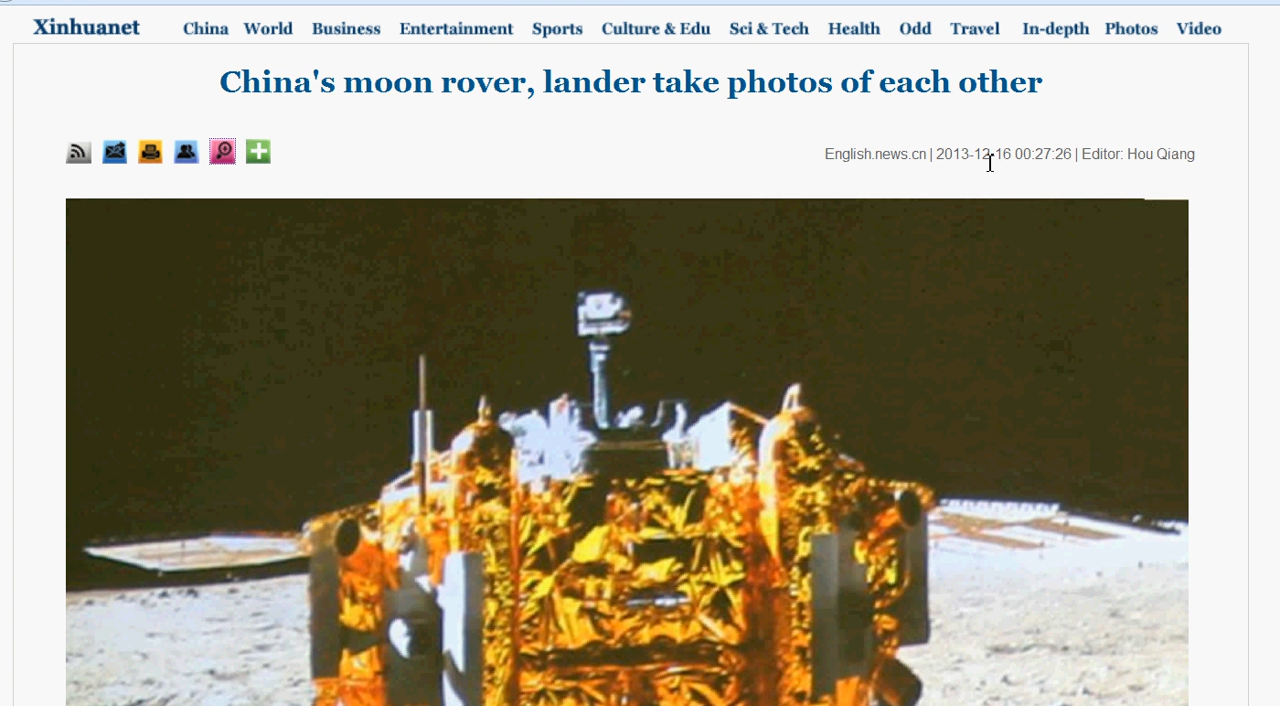 Xinhuanet China World Business Entertainment Sports Culture & Edu Sci & Tech Health Odd Travel In-depth Photos Video
China's moon rover, lander take photos of each other
English.news.cn | 2013-12-16 00:27:26 | Editor: Hou Qiang